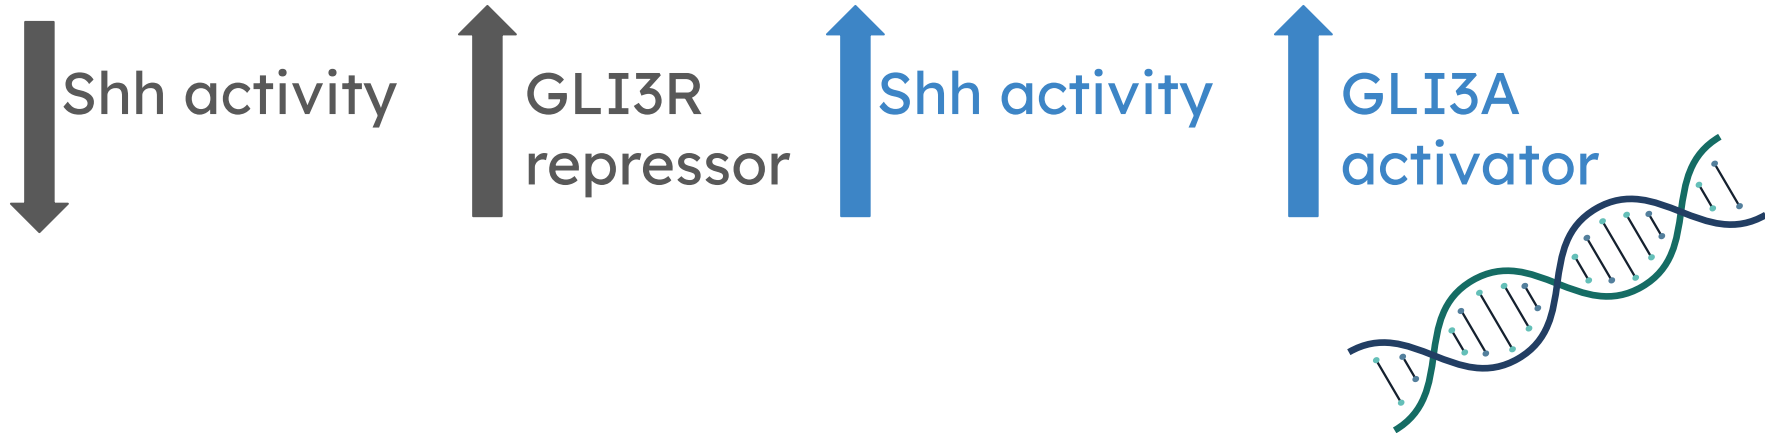 Shh activity
GLI3R
repressor
Shh activity
GLI3A
activator